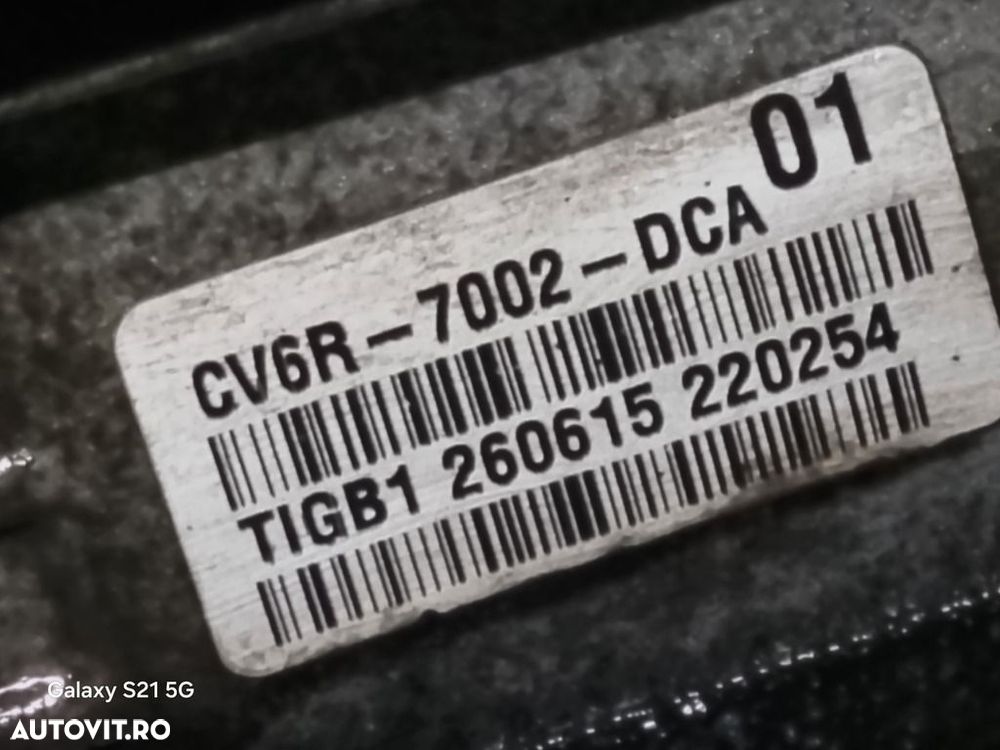 01
CV6R-7002-DCA
TIGB1 260615 220254
Galaxy S21 5G
AUTOVIT.RO